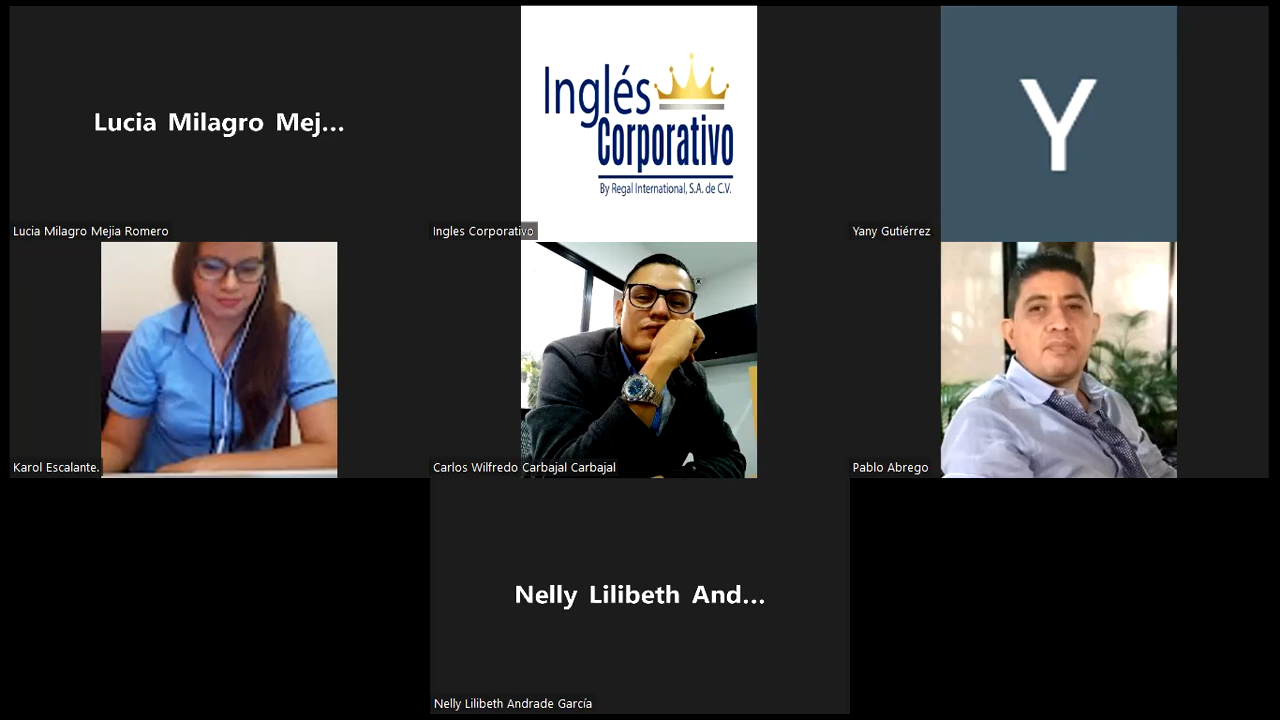 Lucia Milagro Mej...
Lucia Milagro Mejia Romero
Inglés
Corporativo
By Regal International, S.A. de C.V.
Ingles Corporativo
Y
Yany Gutiérrez
Karol Escalante.
Carlos Wilfredo Carbajal Carbajal
Pablo Abrego
Nelly Lilibeth And...
Nelly Lilibeth Andrade García